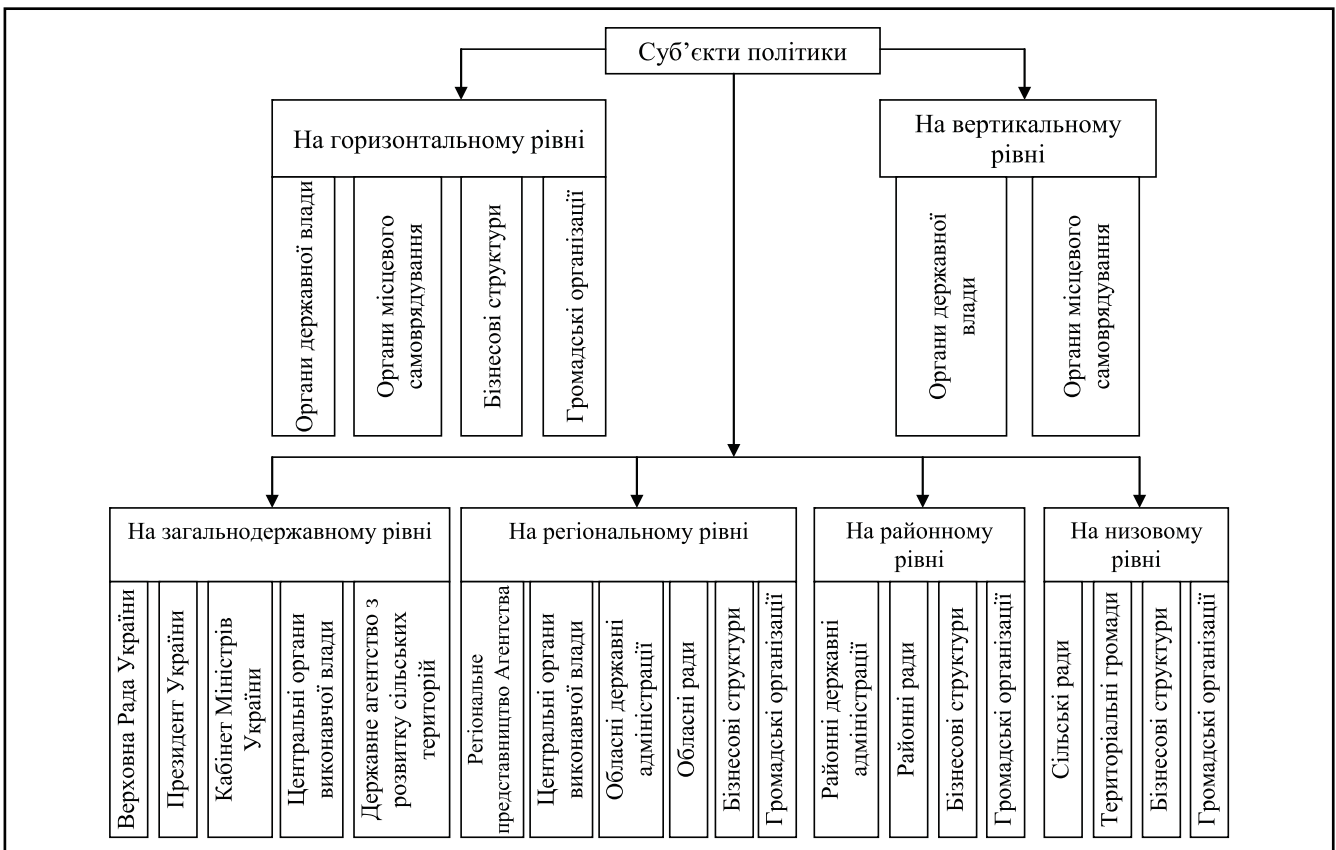 Суб’єкти політики
На горизонтальному рівні
На вертикальному
рівні
Органи державної влади
Органи місцевого
самоврядування
Бізнесові структури
Громадські організації
Органи державної
влади
Органи місцевого
самоврядування
На загальнодержавному рівні
На регіональному рівні
На районному
рівні
На низовому
рівні
Верховна Рада України
Президент України
Кабінет Міністрів
України
Центральні органи
виконавчої влади
Державне агентство з
розвитку сільських
територій
Регіональне
представництво Агентства
Центральні органи
виконавчої влади
Обласні державні
адміністрації
Обласні ради
Бізнесові структури
Громадські організації
Районні державні
адміністрації
Районні ради
Бізнесові структури
Громадські організації
Сільські ради
Територіальні громади
Бізнесові структури
Громадські організації